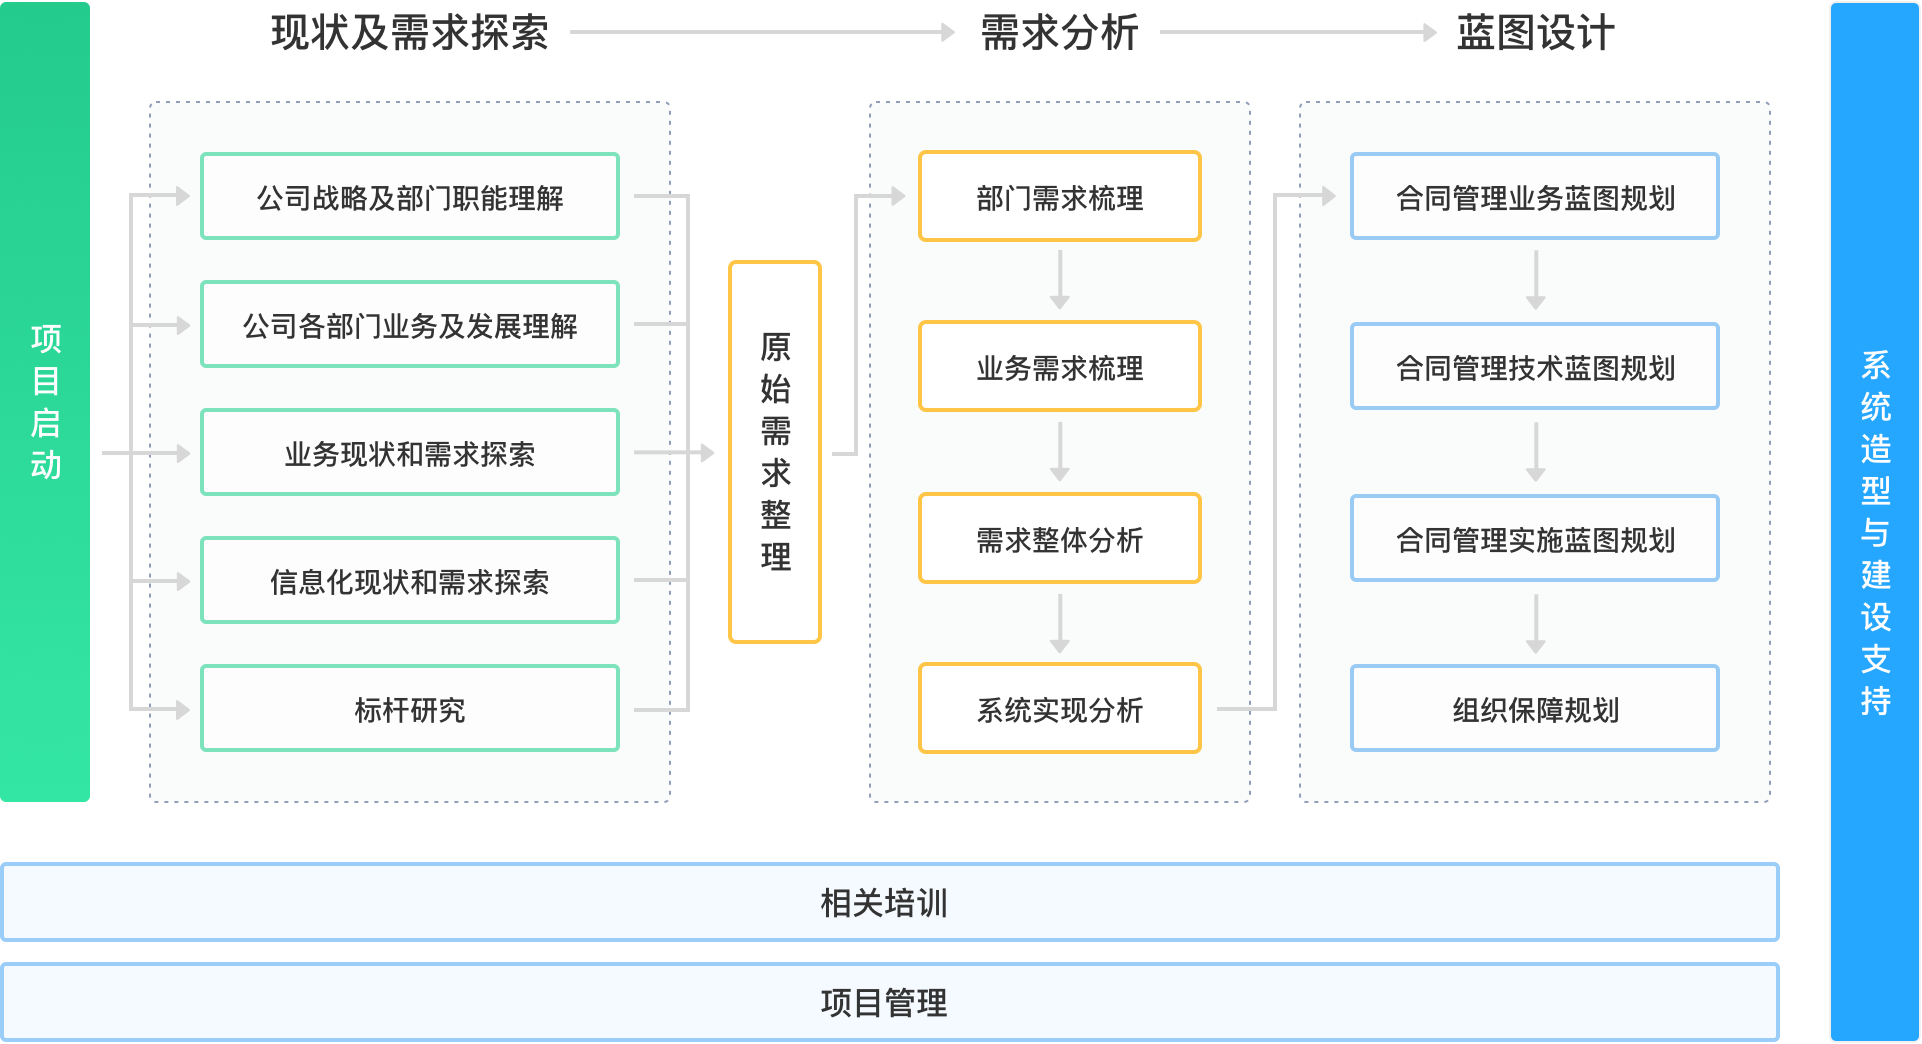 现状及需求探索
需求分析
蓝图设计
项目启动
公司战略及部门职能理解
公司各部门业务及发展理解
业务现状和需求探索
信息化现状和需求探索
标杆研究
原始需求整理
部门需求梳理
业务需求梳理
需求整体分析
系统实现分析
合同管理业务蓝图规划
合同管理技术蓝图规划
合同管理实施蓝图规划
组织保障规划
系统造型与建设支持
相关培训
项目管理